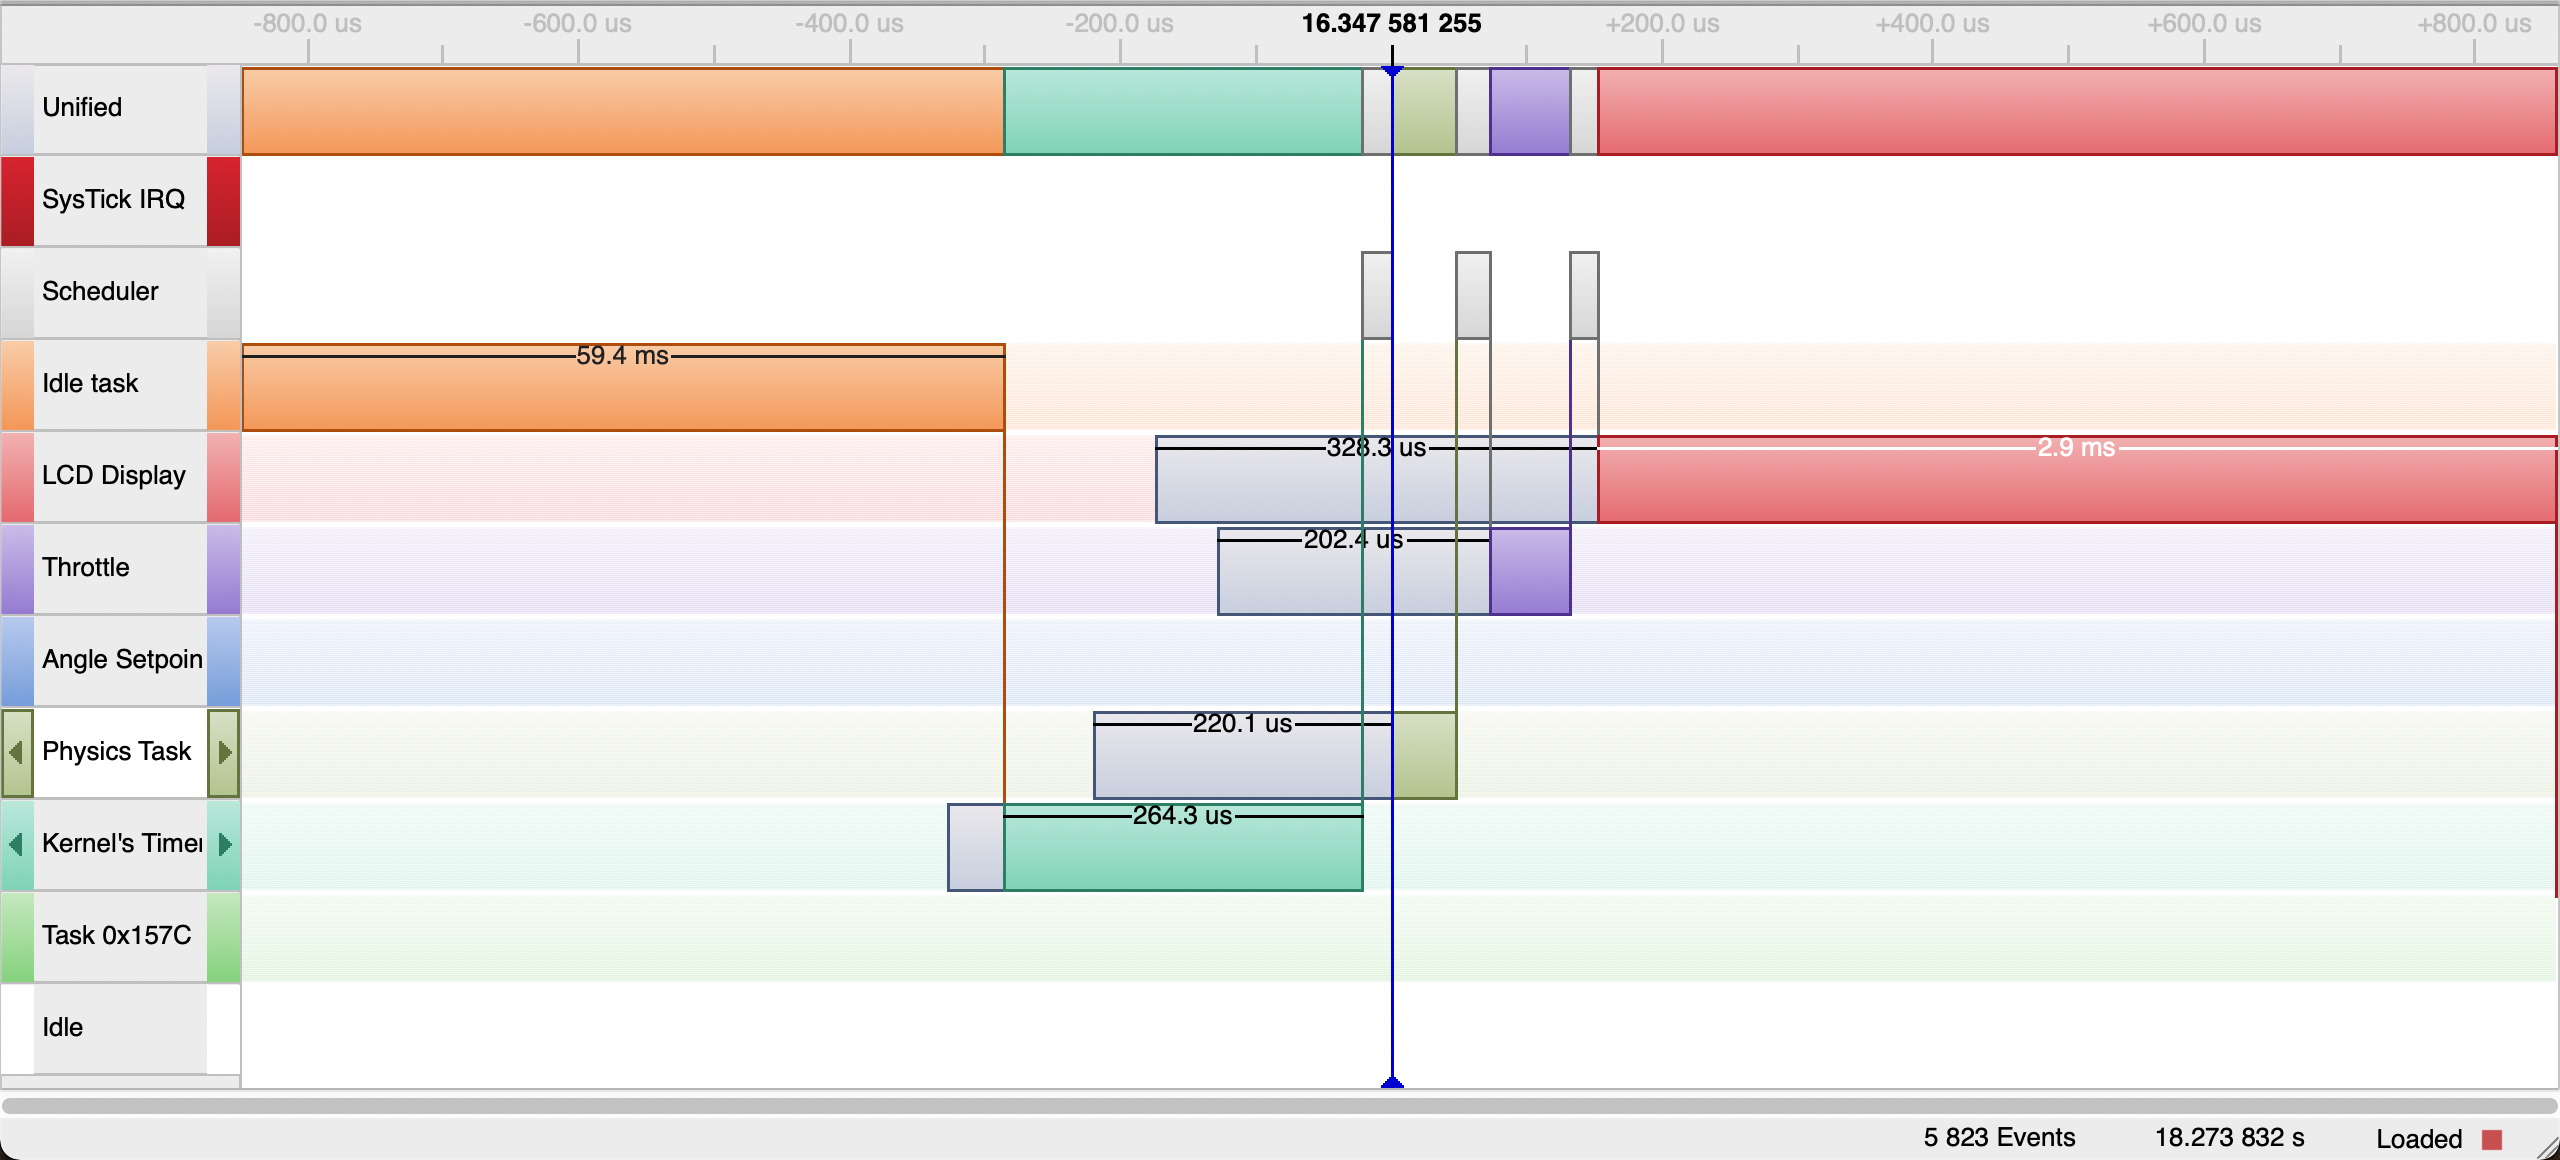 -800.0 us -600.0 us -400.0 us -200.0 us 16.347 581 255 +200.0 us +400.0 us +600.0 us +800.0 us
Unified
SysTick IRQ
Scheduler
59.4 ms
Idle task
328.3 us 2.9 ms
LCD Display
202.4 us
Throttle
Angle Setpoin
220.1 us
Physics Task
264.3 us
Kernel's Timer
Task 0x157C
Idle
5 823 Events 18.273 832 s Loaded